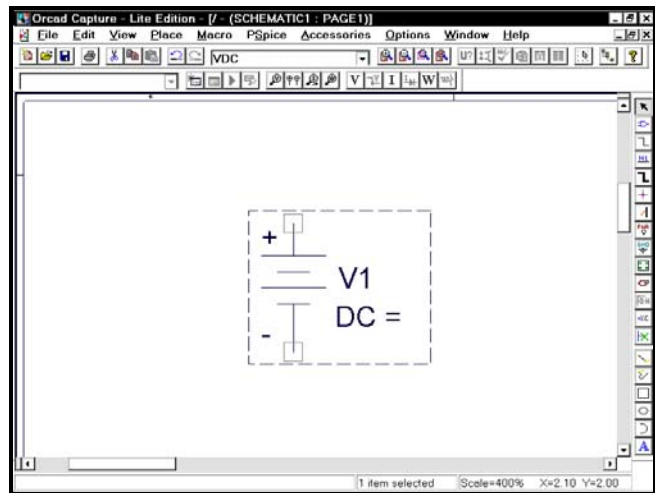 Orcad Capture - Lite Edition - [/ - (SCHEMATIC1 : PAGE1)]
File Edit View Place Macro PSpice Accessories Options Window Help
VDC
U?
V I W
+
V1
DC =
-
A
1 item selected Scale=400% X=2.10 Y=2.00